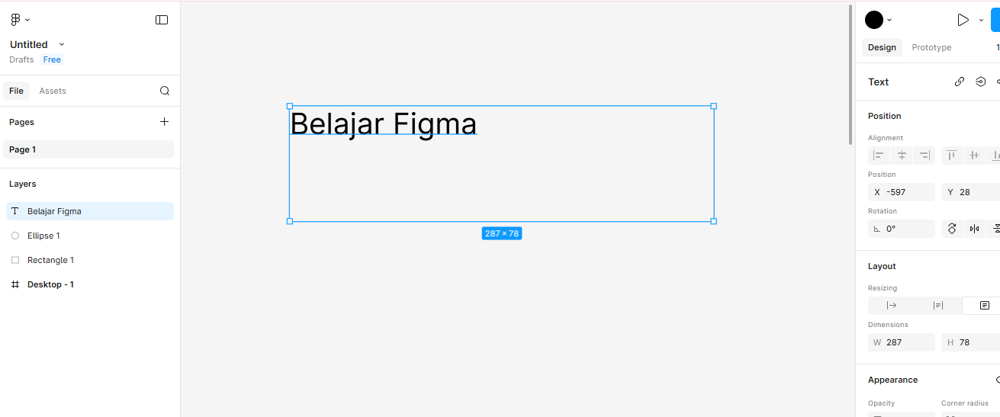 Untitled
Drafts Free
File Assets
Pages
Page 1
Layers
Belajar Figma
Ellipse 1
Rectangle 1
Desktop - 1
Belajar Figma
287 × 78
Design Prototype 1
Text
Position
Alignment
Position
X -597 Y 28
Rotation
0°
Layout
Resizing
Dimensions
W 287 H 78
Appearance
Opacity Corner radius